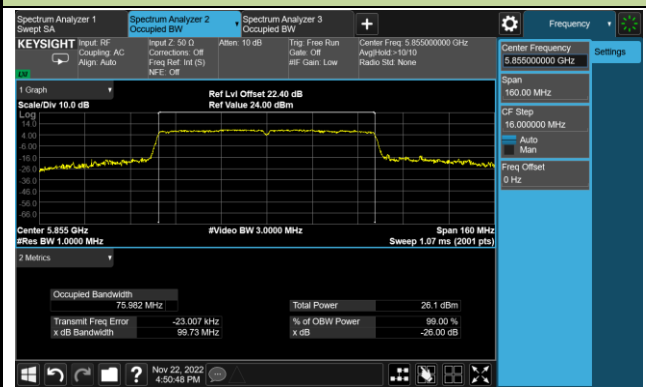 Spectrum Analyzer 1
Swept SA
Spectrum Analyzer 2
Occupied BW
Spectrum Analyzer 3
Occupied BW
+
Frequency
KEYSIGHT
Input: RF
Coupling: AC
Align: Auto
Input Z: 50 Ω
Corrections: Off
Freq Ref: Int (S)
NFE: Off
Atten: 10 dB
Trig: Free Run
Gate: Off
#IF Gain: Low
Center Freq: 5.855000000 GHz
Avg|Hold:>10/10
Radio Std: None
Center Frequency
5.855000000 GHz
Settings
Span
160.00 MHz
CF Step
16.000000 MHz
Auto
Man
Freq Offset
0 Hz
1 Graph
Ref Lvl Offset 22.40 dB
Scale/Div 10.0 dB
Ref Value 24.00 dBm
Log
14.0
4.00
-6.00
-16.0
-26.0
-36.0
-46.0
-56.0
-66.0
Center 5.855 GHz
#Video BW 3.0000 MHz
Span 160 MHz
#Res BW 1.0000 MHz
Sweep 1.07 ms (2001 pts)
2 Metrics
Occupied Bandwidth
75.982 MHz
Total Power
26.1 dBm
Transmit Freq Error
-23.007 kHz
% of OBW Power
99.00 %
x dB Bandwidth
99.73 MHz
x dB
-26.00 dB
?
Nov 22, 2022
4:50:48 PM